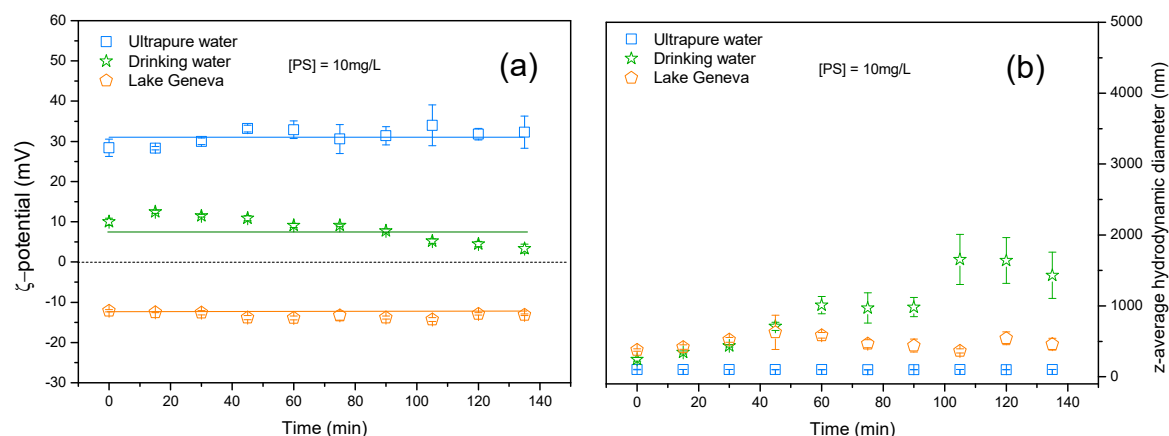 60
50
40
30
20
10
0
-10
-20
-30
ζ–potential (mV)
Ultrapure water
Drinking water
Lake Geneva
[PS] = 10mg/L
(a)
0 20 40 60 80 100 120 140
Time (min)
Ultrapure water
Drinking water
Lake Geneva
[PS] = 10mg/L
(b)
5000
4000
3000
2000
1000
0
z-average hydrodynamic diameter (nm)
0 20 40 60 80 100 120 140
Time (min)